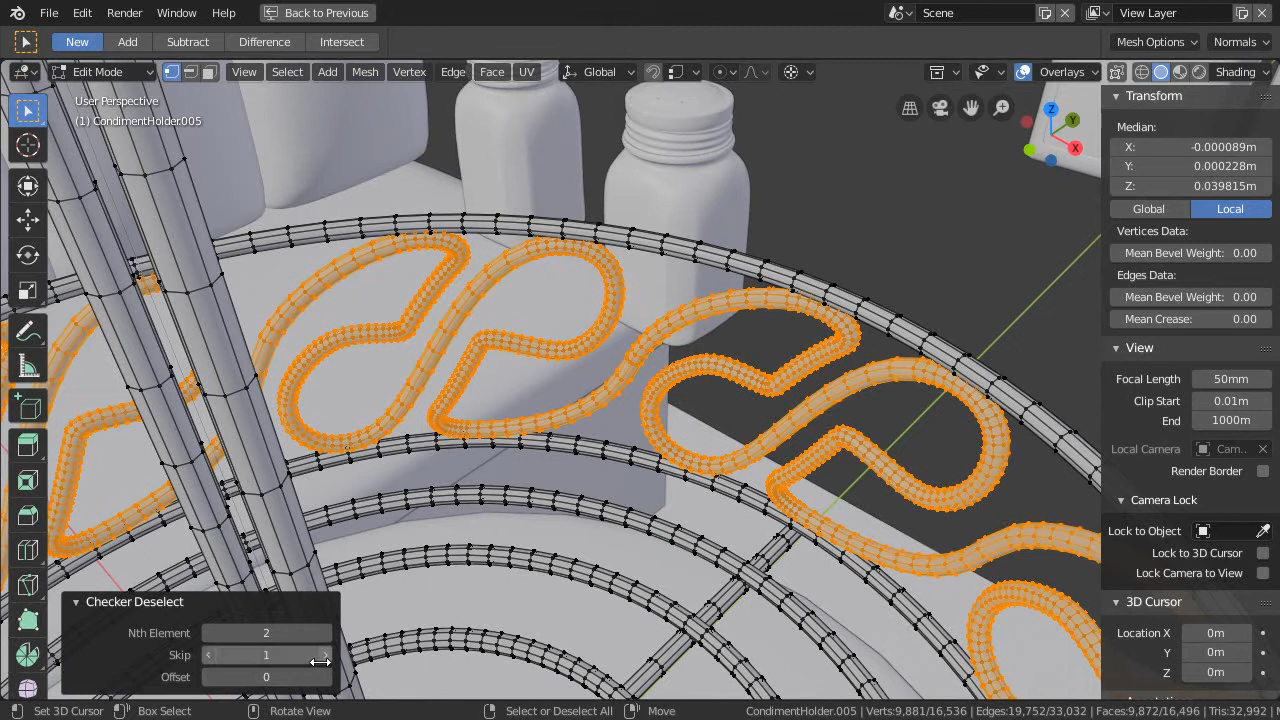 File Edit Render Window Help Back to Previous Scene View Layer
New Add Subtract Difference Intersect Mesh Options Normals
Edit Mode View Select Add Mesh Vertex Edge Face UV Global Overlays Shading
User Perspective
(1) CondimentHolder.005
Z
Y
X
Transform
Median:
X: -0.000089m
Y: 0.000228m
Z: 0.039815m
Global Local
Vertices Data:
Mean Bevel Weight: 0.00
Edges Data:
Mean Bevel Weight: 0.00
Mean Crease: 0.00
View
Focal Length 50mm
Clip Start 0.01m
End 1000m
Local Camera Cam..
Render Border
Camera Lock
Lock to Object
Lock to 3D Cursor
Lock Camera to View
3D Cursor
Location X 0m
Y 0m
Z 0m
Checker Deselect
Nth Element 2
Skip 1
Offset 0
Set 3D Cursor Box Select Rotate View Select or Deselect All Move CondimentHolder.005 | Verts:9,881/16,536 | Edges:19,752/33,032 | Faces:9,872/16,496 | Tris:32,992 |